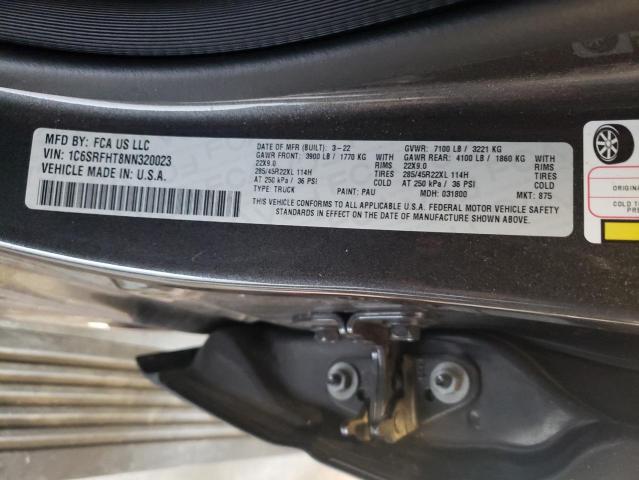 MFD BY: FCA US LLC
VIN: 1C6SRFHT8NN320023
VEHICLE MADE IN: U.S.A.
DATE OF MFR (BUILT): 3-22
GAWR FRONT: 3900 LB / 1770 KG
22X9.0 RIMS
285/45R22XL 114H TIRES
AT 250 kPa / 36 PSI COLD
TYPE: TRUCK PAINT: PAU
GVWR: 7100 LB / 3221 KG
WITH GAWR REAR: 4100 LB / 1860 KG WITH
22X9.0 RIMS
285/45R22XL 114H TIRES
AT 250 kPa / 36 PSI COLD
MDH: 031800 MKT: 875
THIS VEHICLE CONFORMS TO ALL APPLICABLE U.S.A. FEDERAL MOTOR VEHICLE SAFETY
STANDARDS IN EFFECT ON THE DATE OF MANUFACTURE SHOWN ABOVE.
ORIGIN
COLD TI
PRE